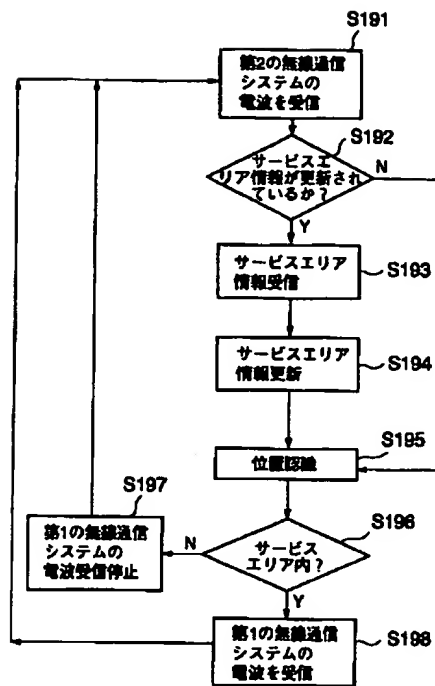 S191
第2の無線通信
システムの
電波を受信
S192
サービスエ
リア情報が更新され
ているか？
N
Y
サービスエリア
情報受信
S193
サービスエリア
情報更新
S194
位置認識
S195
S196
サービス
エリア内？
N
Y
S197
第1の無線通信
システムの
電波受信停止
第1の無線通信
システムの
電波を受信
S198